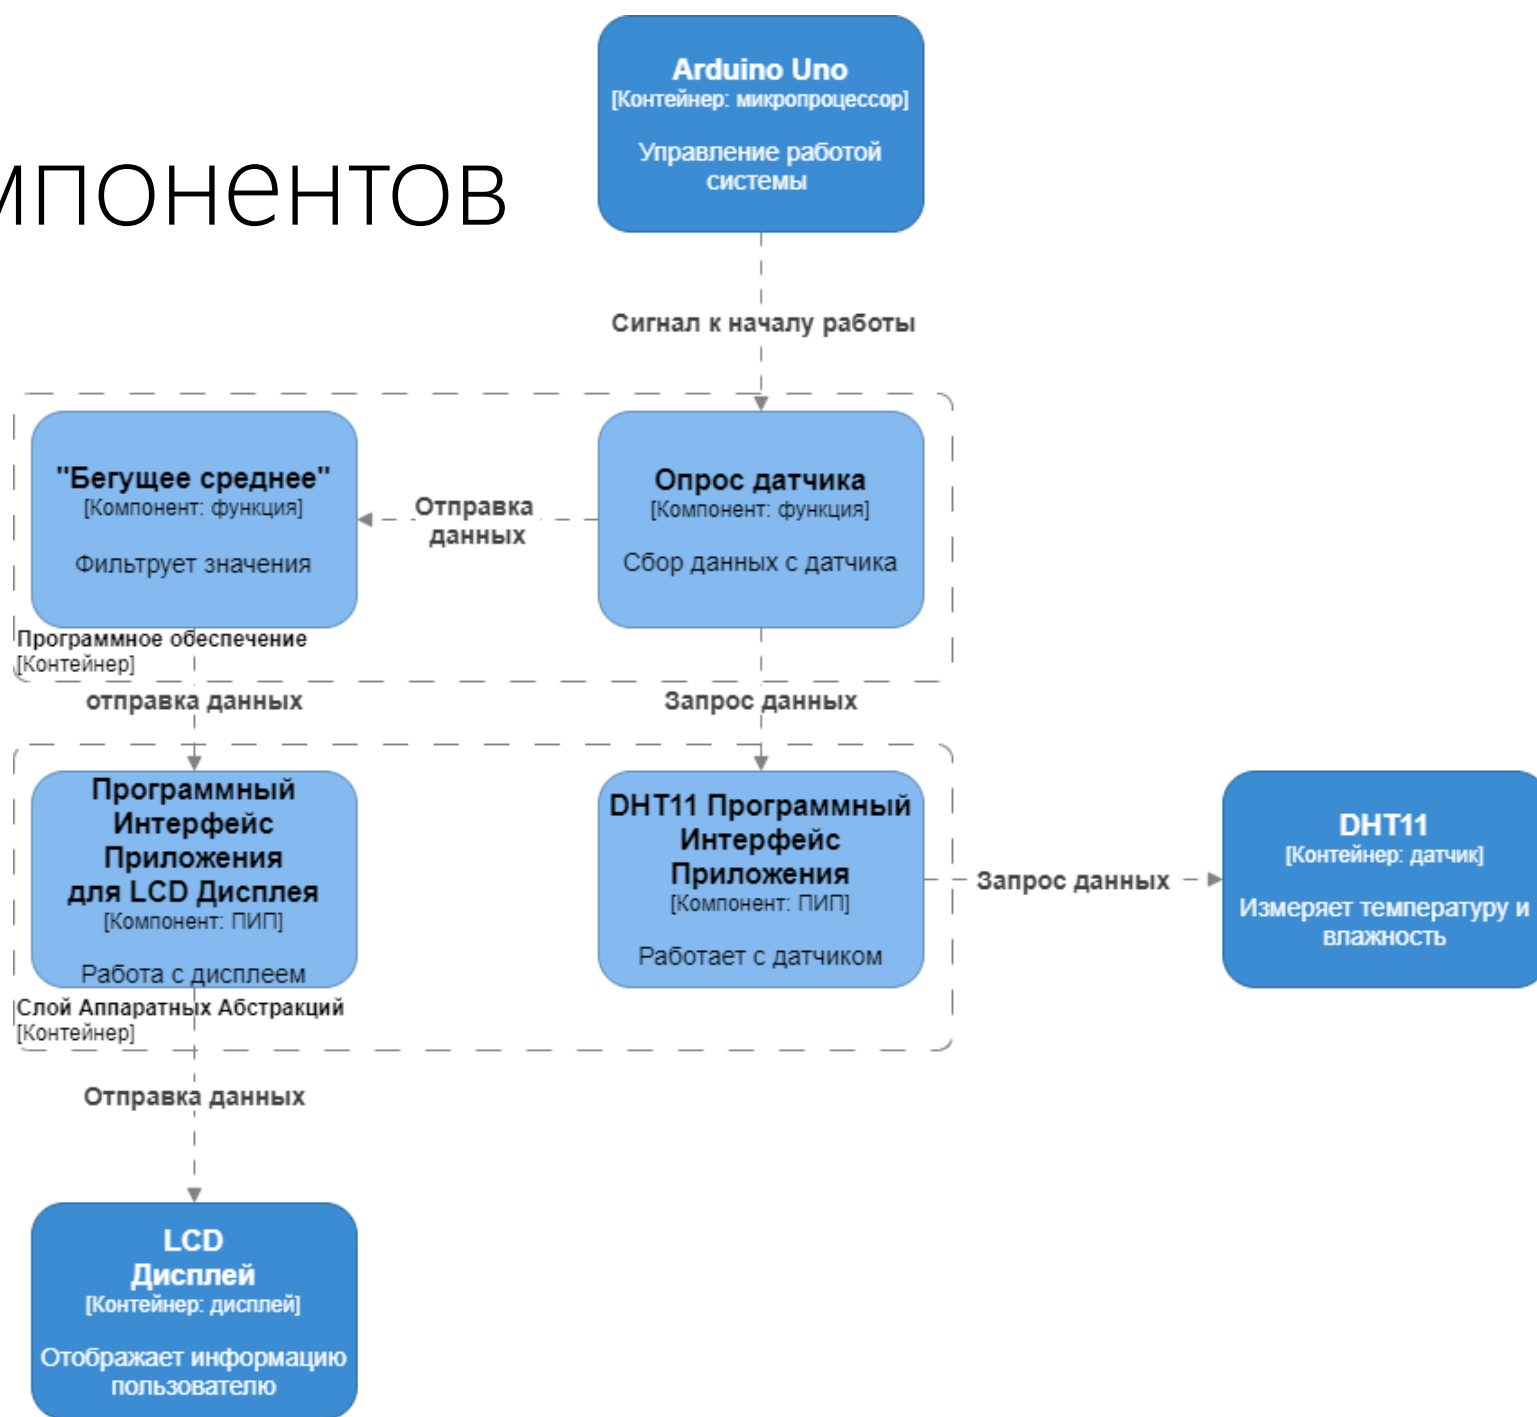 Arduino Uno
[Контейнер: микропроцессор]
Управление работой
системы
мпонентов
Сигнал к началу работы
"Бегущее среднее"
[Компонент: функция]
Фильтрует значения
Отправка
данных
Опрос датчика
[Компонент: функция]
Сбор данных с датчика
Программное обеспечение
[Контейнер]
отправка данных
Запрос данных
Программный
Интерфейс
Приложения
для LCD Дисплея
[Компонент: ПИП]
Работа с дисплеем
DHT11 Программный
Интерфейс
Приложения
[Компонент: ПИП]
Работает с датчиком
Запрос данных
DHT11
[Контейнер: датчик]
Измеряет температуру и
влажность
Слой Аппаратных Абстракций
[Контейнер]
Отправка данных
LCD
Дисплей
[Контейнер: дисплей]
Отображает информацию
пользователю